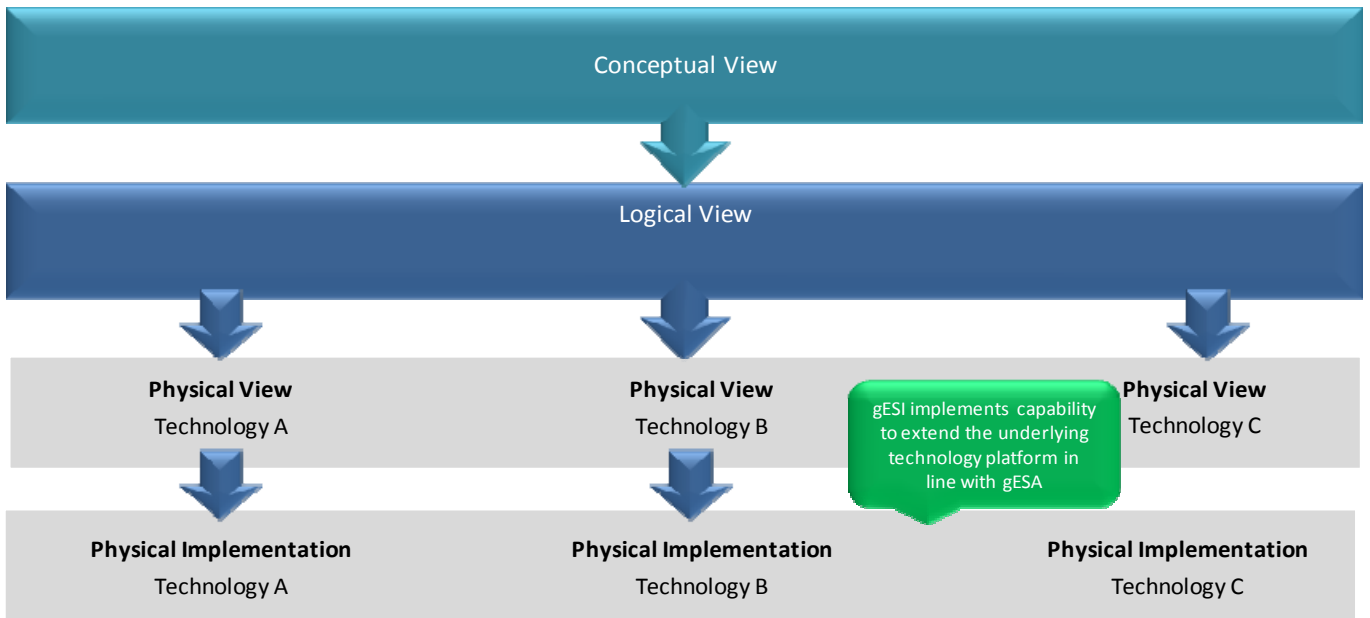 Conceptual View
Logical View
Physical View
Technology A
Physical View
Technology B
gESI implements capability
to extend the underlying
technology platform in
line with gESA
Physical View
Technology C
Physical Implementation
Technology A
Physical Implementation
Technology B
Physical Implementation
Technology C